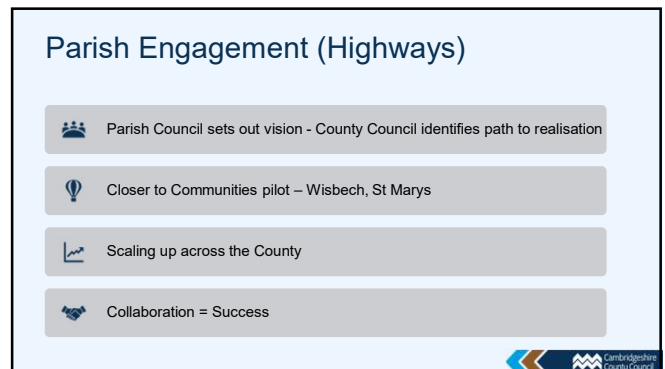 Parish Engagement (Highways)
Parish Council sets out vision - County Council identifies path to realisation
Closer to Communities pilot – Wisbech, St Marys
Scaling up across the County
Collaboration = Success
Cambridgeshire
County Council